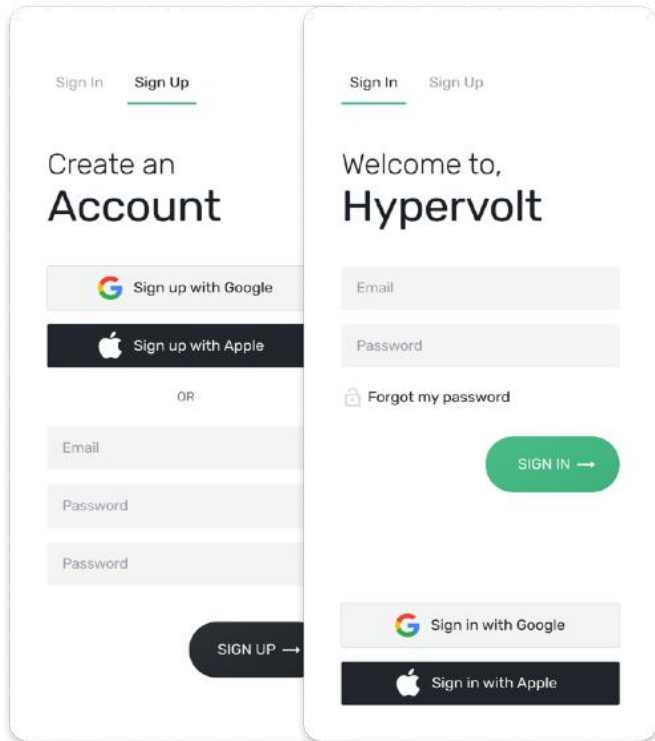 Sign In
Sign Up
Create an
Account
Sign up with Google
Sign up with Apple
OR
Email
Password
Password
SIGN UP →
Sign In
Sign Up
Welcome to,
Hypervolt
Email
Password
Forgot my password
SIGN IN →
Sign in with Google
Sign in with Apple